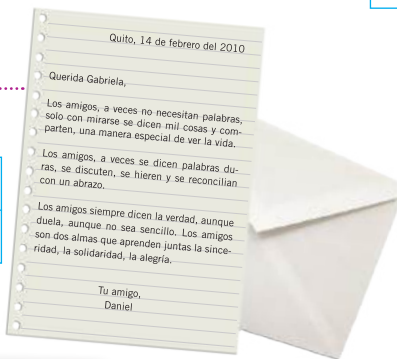 Quito, 14 de febrero del 2010
Querida Gabriela,
Los amigos, a veces no necesitan palabras,
solo con mirarse se dicen mil cosas y com-
parten, una manera especial de ver la vida.
Los amigos, a veces se dicen palabras du-
ras, se discuten, se hieren y se reconcilian
con un abrazo.
Los amigos siempre dicen la verdad, aunque
duela, aunque no sea sencillo. Los amigos
son dos almas que aprenden juntas la since-
ridad, la solidaridad, la alegría.
Tu amigo,
Daniel